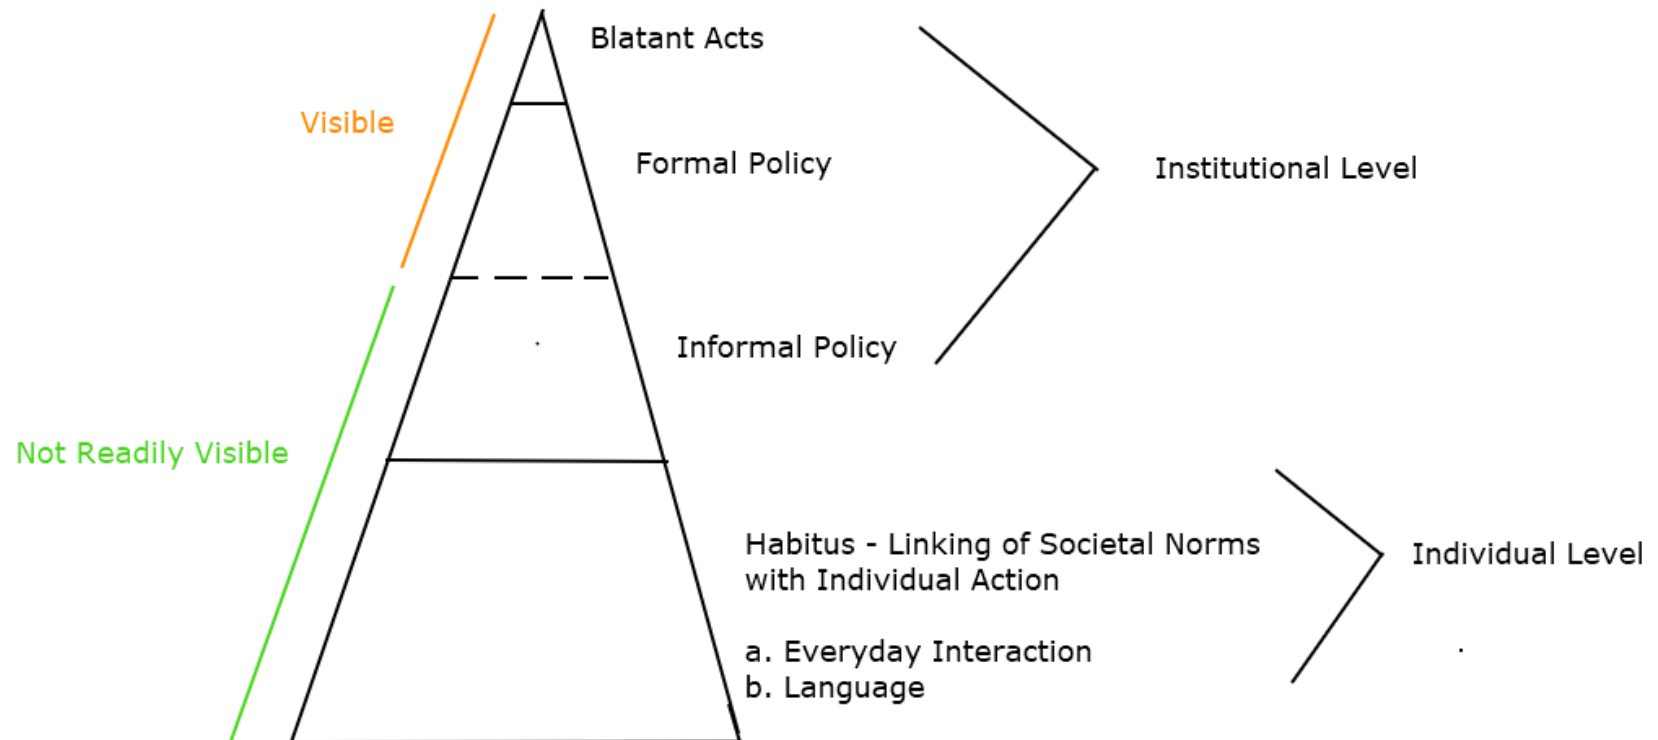 Blatant Acts
Visible
Formal Policy
Institutional Level
Informal Policy
Not Readily Visible
Habitus - Linking of Societal Norms
with Individual Action
Individual Level
a. Everyday Interaction
b. Language